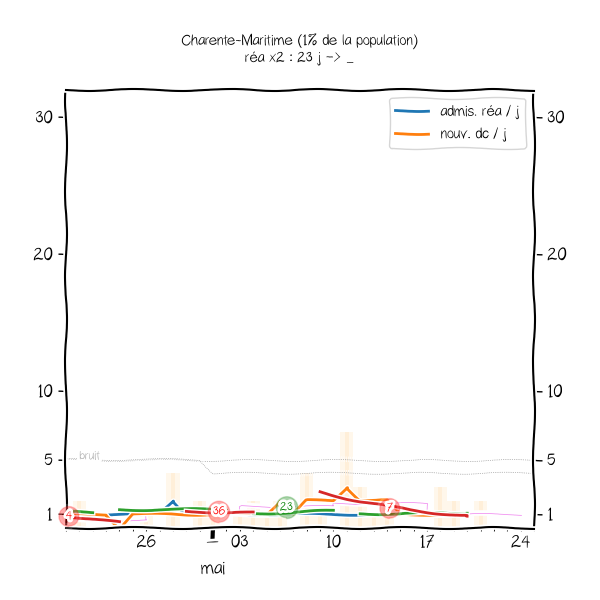 Charente-Maritime (1% de la population)
réa x2 : 23 j -> _
admis. réa / j
nouv. dc / j
30 30
20 20
10 10
5 bruit 5
1 4 36 23 7 1
26 03 10 17 24
mai